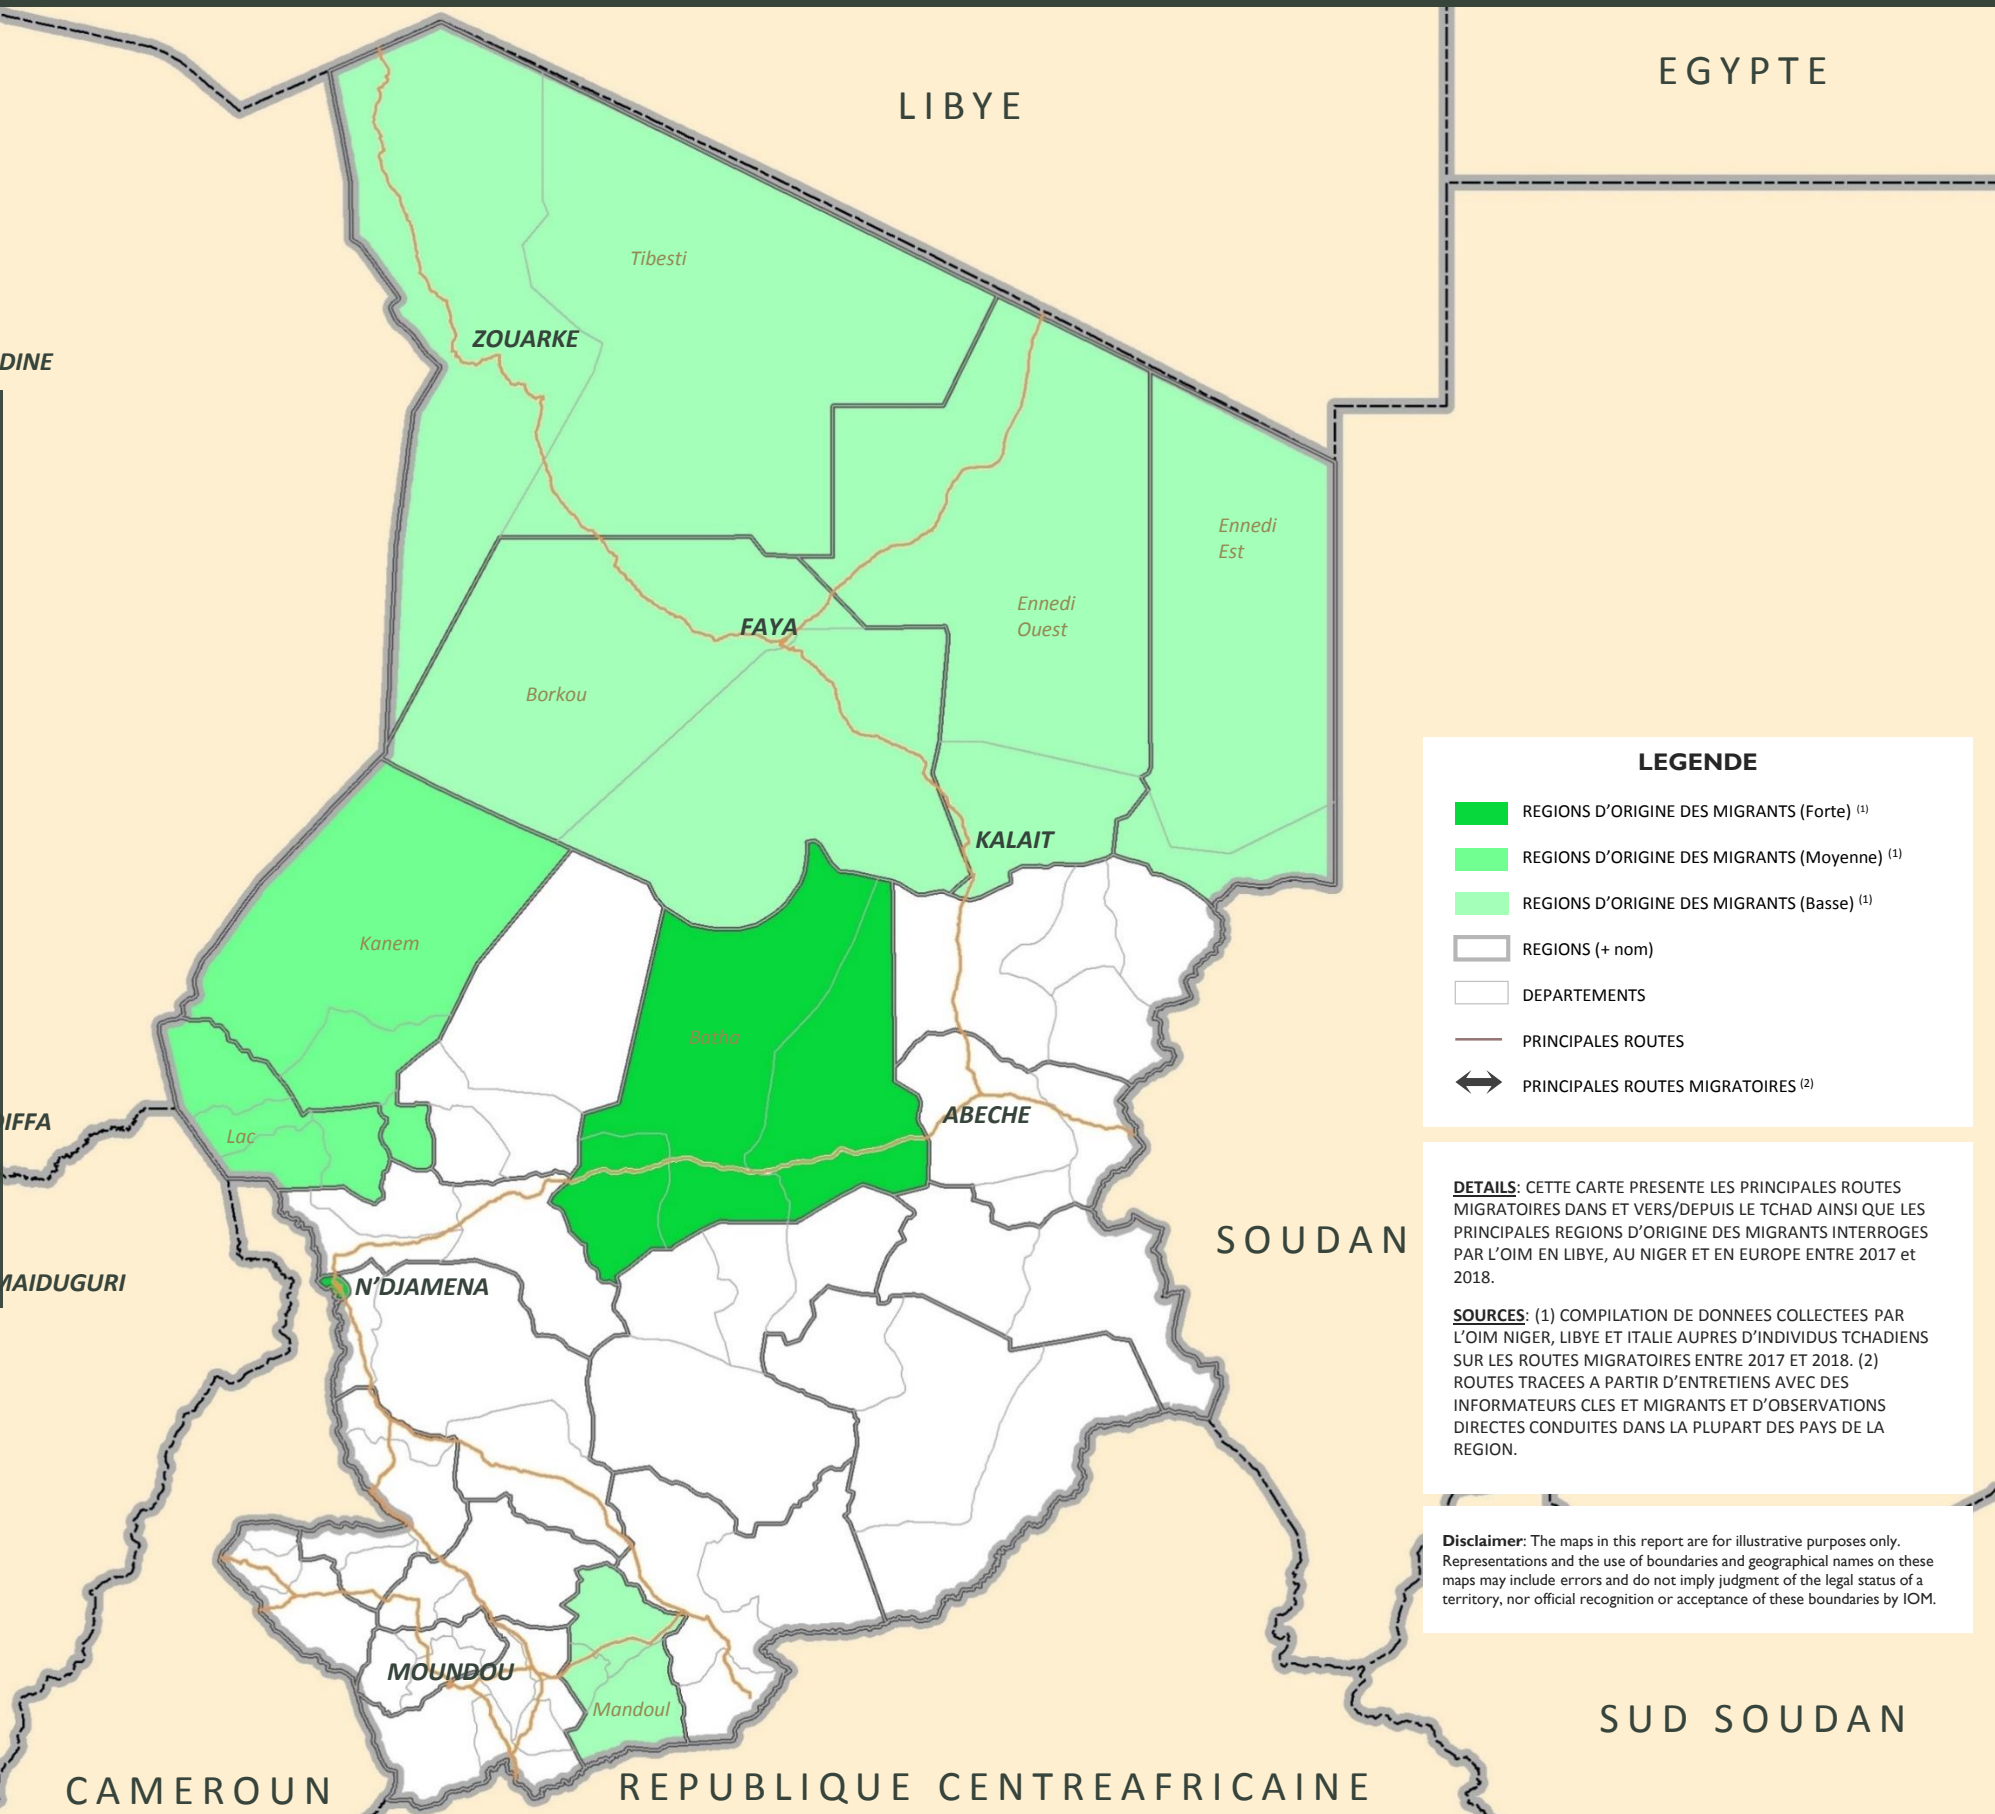 LIBYE
EGYPTE
Tibesti
ZOUARKE
DINE
Ennedi
Est
Ennedi
Ouest
FAYA
Borkou
KALAIT
Kanem
Batha
ABECHE
Lac
IFFA
SOUDAN
MAIDUGURI
N'DJAMENA
MOUNDOU
Mandoul
SUD SOUDAN
CAMEROUN
REPUBLIQUE CENTREAFRICAINE
LEGENDE
REGIONS D'ORIGINE DES MIGRANTS (Forte) (1)
REGIONS D'ORIGINE DES MIGRANTS (Moyenne) (1)
REGIONS D'ORIGINE DES MIGRANTS (Basse) (1)
REGIONS (+ nom)
DEPARTEMENTS
PRINCIPALES ROUTES
PRINCIPALES ROUTES MIGRATOIRES (2)
DETAILS: CETTE CARTE PRESENTE LES PRINCIPALES ROUTES
MIGRATOIRES DANS ET VERS/DEPUIS LE TCHAD AINSI QUE LES
PRINCIPALES REGIONS D'ORIGINE DES MIGRANTS INTERROGES
PAR L'OIM EN LIBYE, AU NIGER ET EN EUROPE ENTRE 2017 et
2018.
SOURCES: (1) COMPILATION DE DONNEES COLLECTEES PAR
L'OIM NIGER, LIBYE ET ITALIE AUPRES D'INDIVIDUS TCHADIENS
SUR LES ROUTES MIGRATOIRES ENTRE 2017 ET 2018. (2)
ROUTES TRACEES A PARTIR D'ENTRETIENS AVEC DES
INFORMATEURS CLES ET MIGRANTS ET D'OBSERVATIONS
DIRECTES CONDUITES DANS LA PLUPART DES PAYS DE LA
REGION.
Disclaimer: The maps in this report are for illustrative purposes only.
Representations and the use of boundaries and geographical names on these
maps may include errors and do not imply judgment of the legal status of a
territory, nor official recognition or acceptance of these boundaries by IOM.